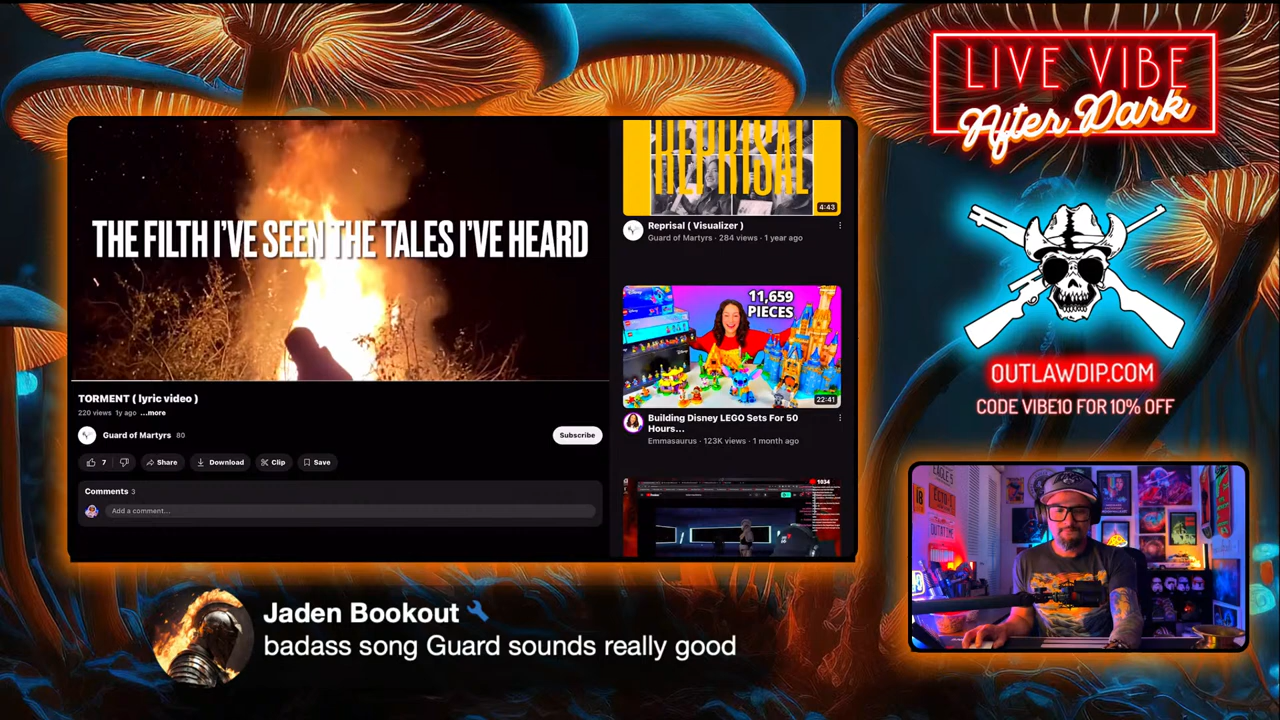 LIVE VIBE
After Dark
THE FILTH I'VE SEEN THE TALES I'VE HEARD
TORMENT ( lyric video )
220 views 1y ago ...more
Guard of Martyrs 80
Subscribe
7
Share
Download
Clip
Save
Comments 3
Add a comment...
REPRISAL
4:43
Reprisal ( Visualizer )
Guard of Martyrs · 284 views · 1 year ago
11,659
PIECES
22:41
Building Disney LEGO Sets For 50
Hours...
Emmasaurus · 123K views · 1 month ago
1034
OUTLAWDIP.COM
CODE VIBE10 FOR 10% OFF
Jaden Bookout
badass song Guard sounds really good